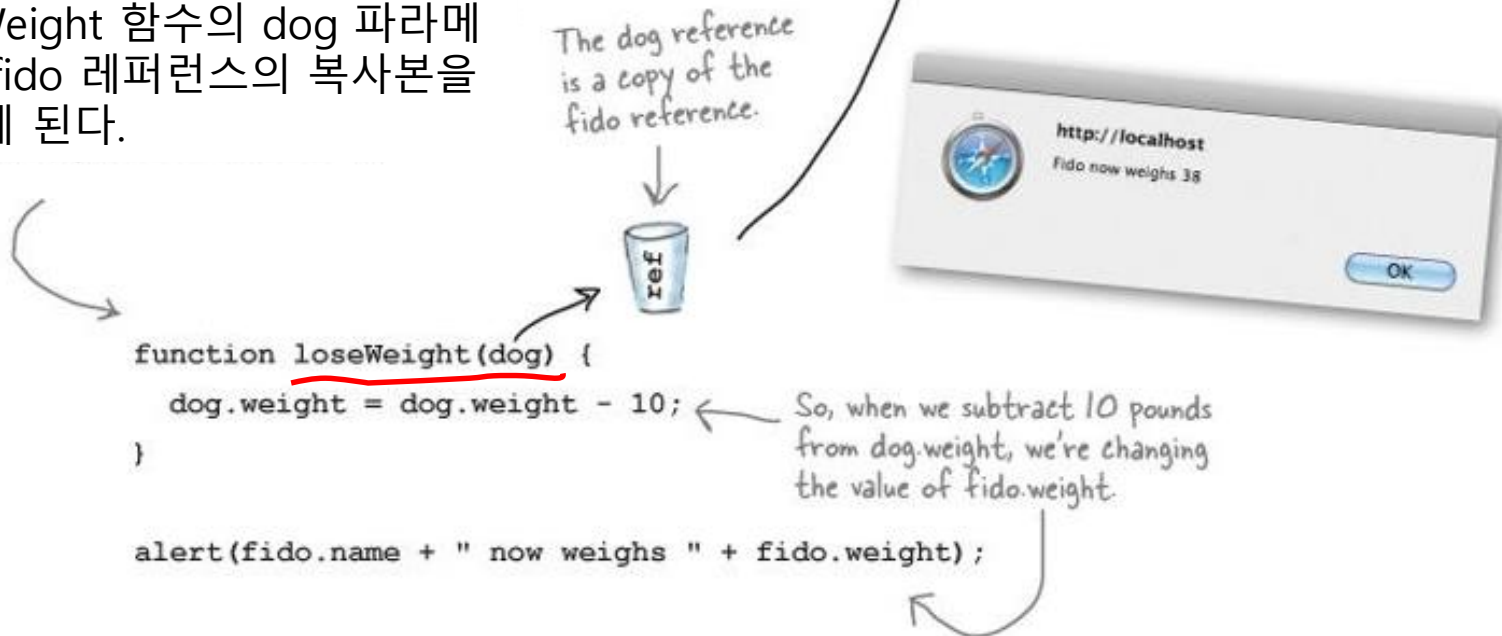 Weight 함수의 dog 파라메
fido 레퍼런스의 복사본을
된다.
The dog reference
is a copy of the
fido reference.
http://localhost
Fido now weighs 38
OK
ref
function loseWeight(dog) {
dog.weight = dog.weight - 10;
}
So, when we subtract 10 pounds
from dog.weight, we're changing
the value of fido.weight.
alert(fido.name + " now weighs " + fido.weight);